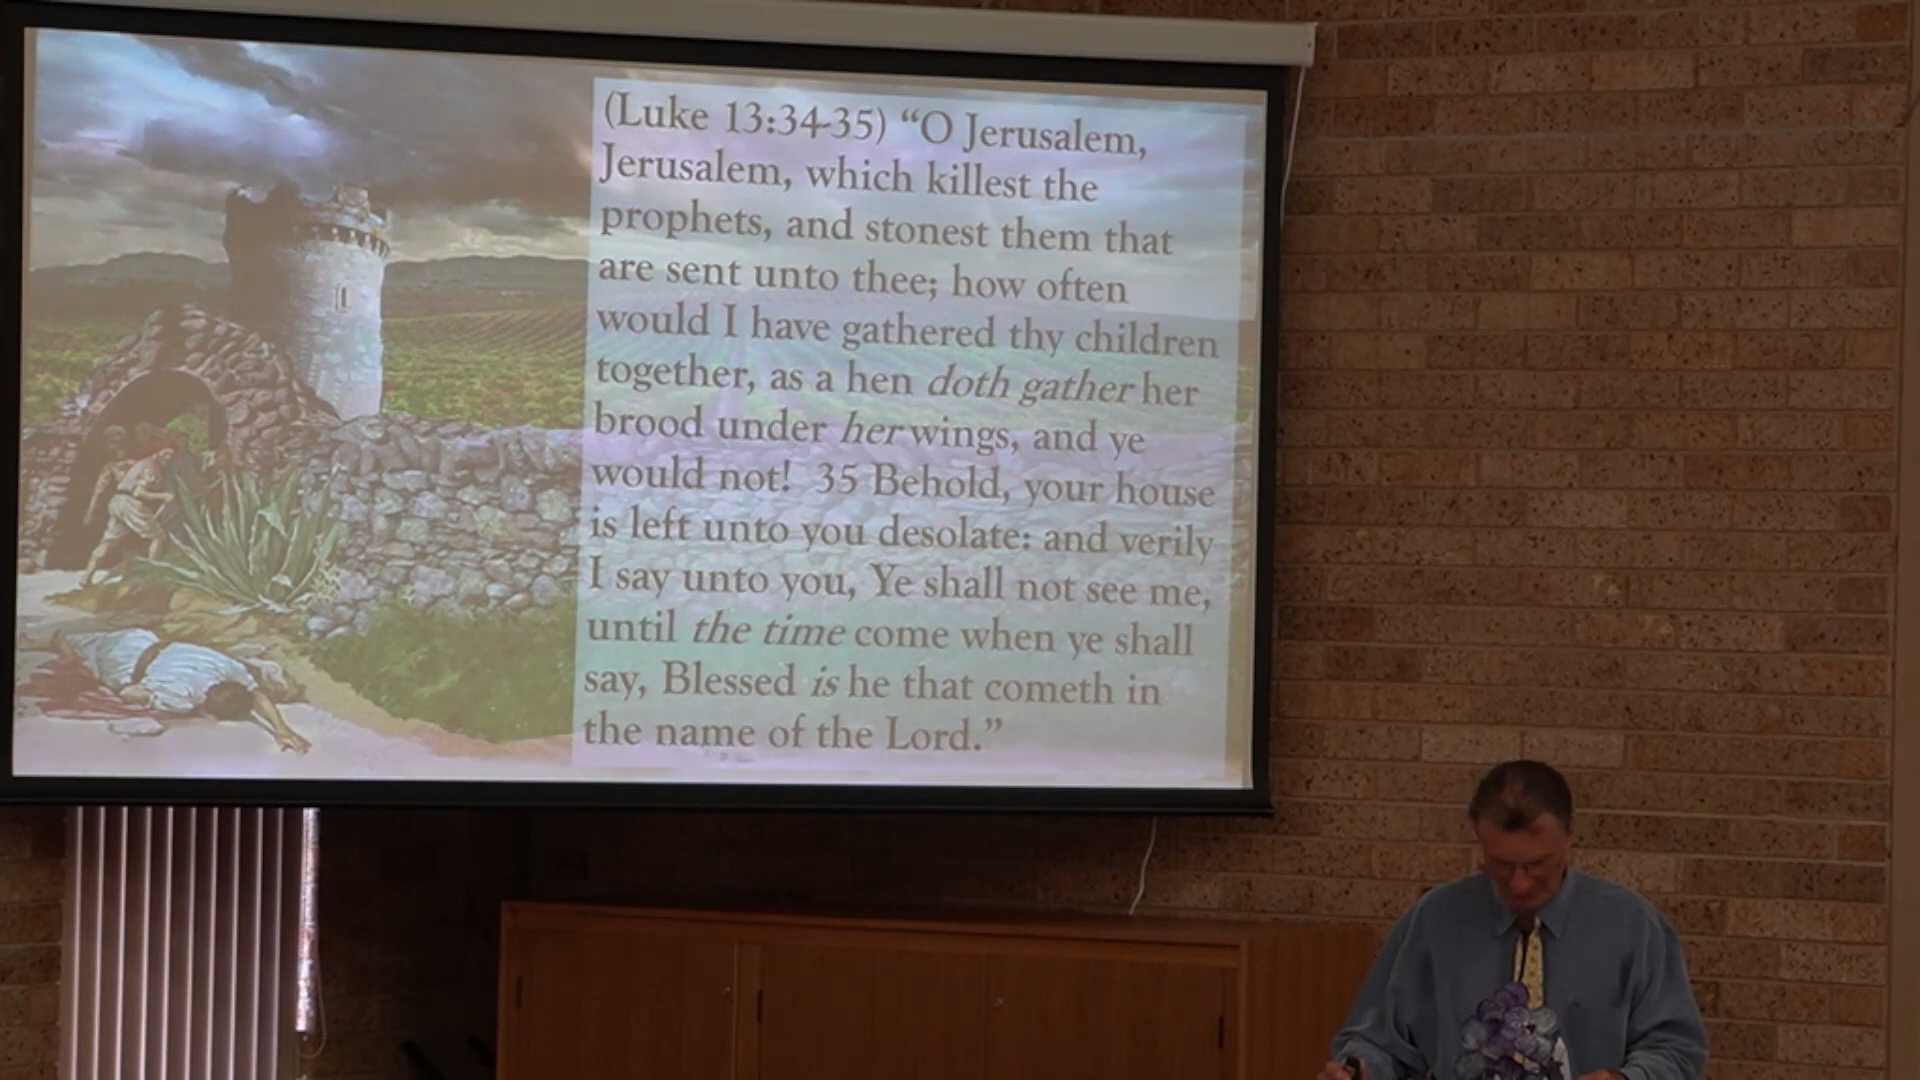 (Luke 13:34-35) “O Jerusalem,
Jerusalem, which killest the
prophets, and stonest them that
are sent unto thee; how often
would I have gathered thy children
together, as a hen doth gather her
brood under her wings, and ye
would not! 35 Behold, your house
is left unto you desolate: and verily
I say unto you, Ye shall not see me,
until the time come when ye shall
say, Blessed is he that cometh in
the name of the Lord.”